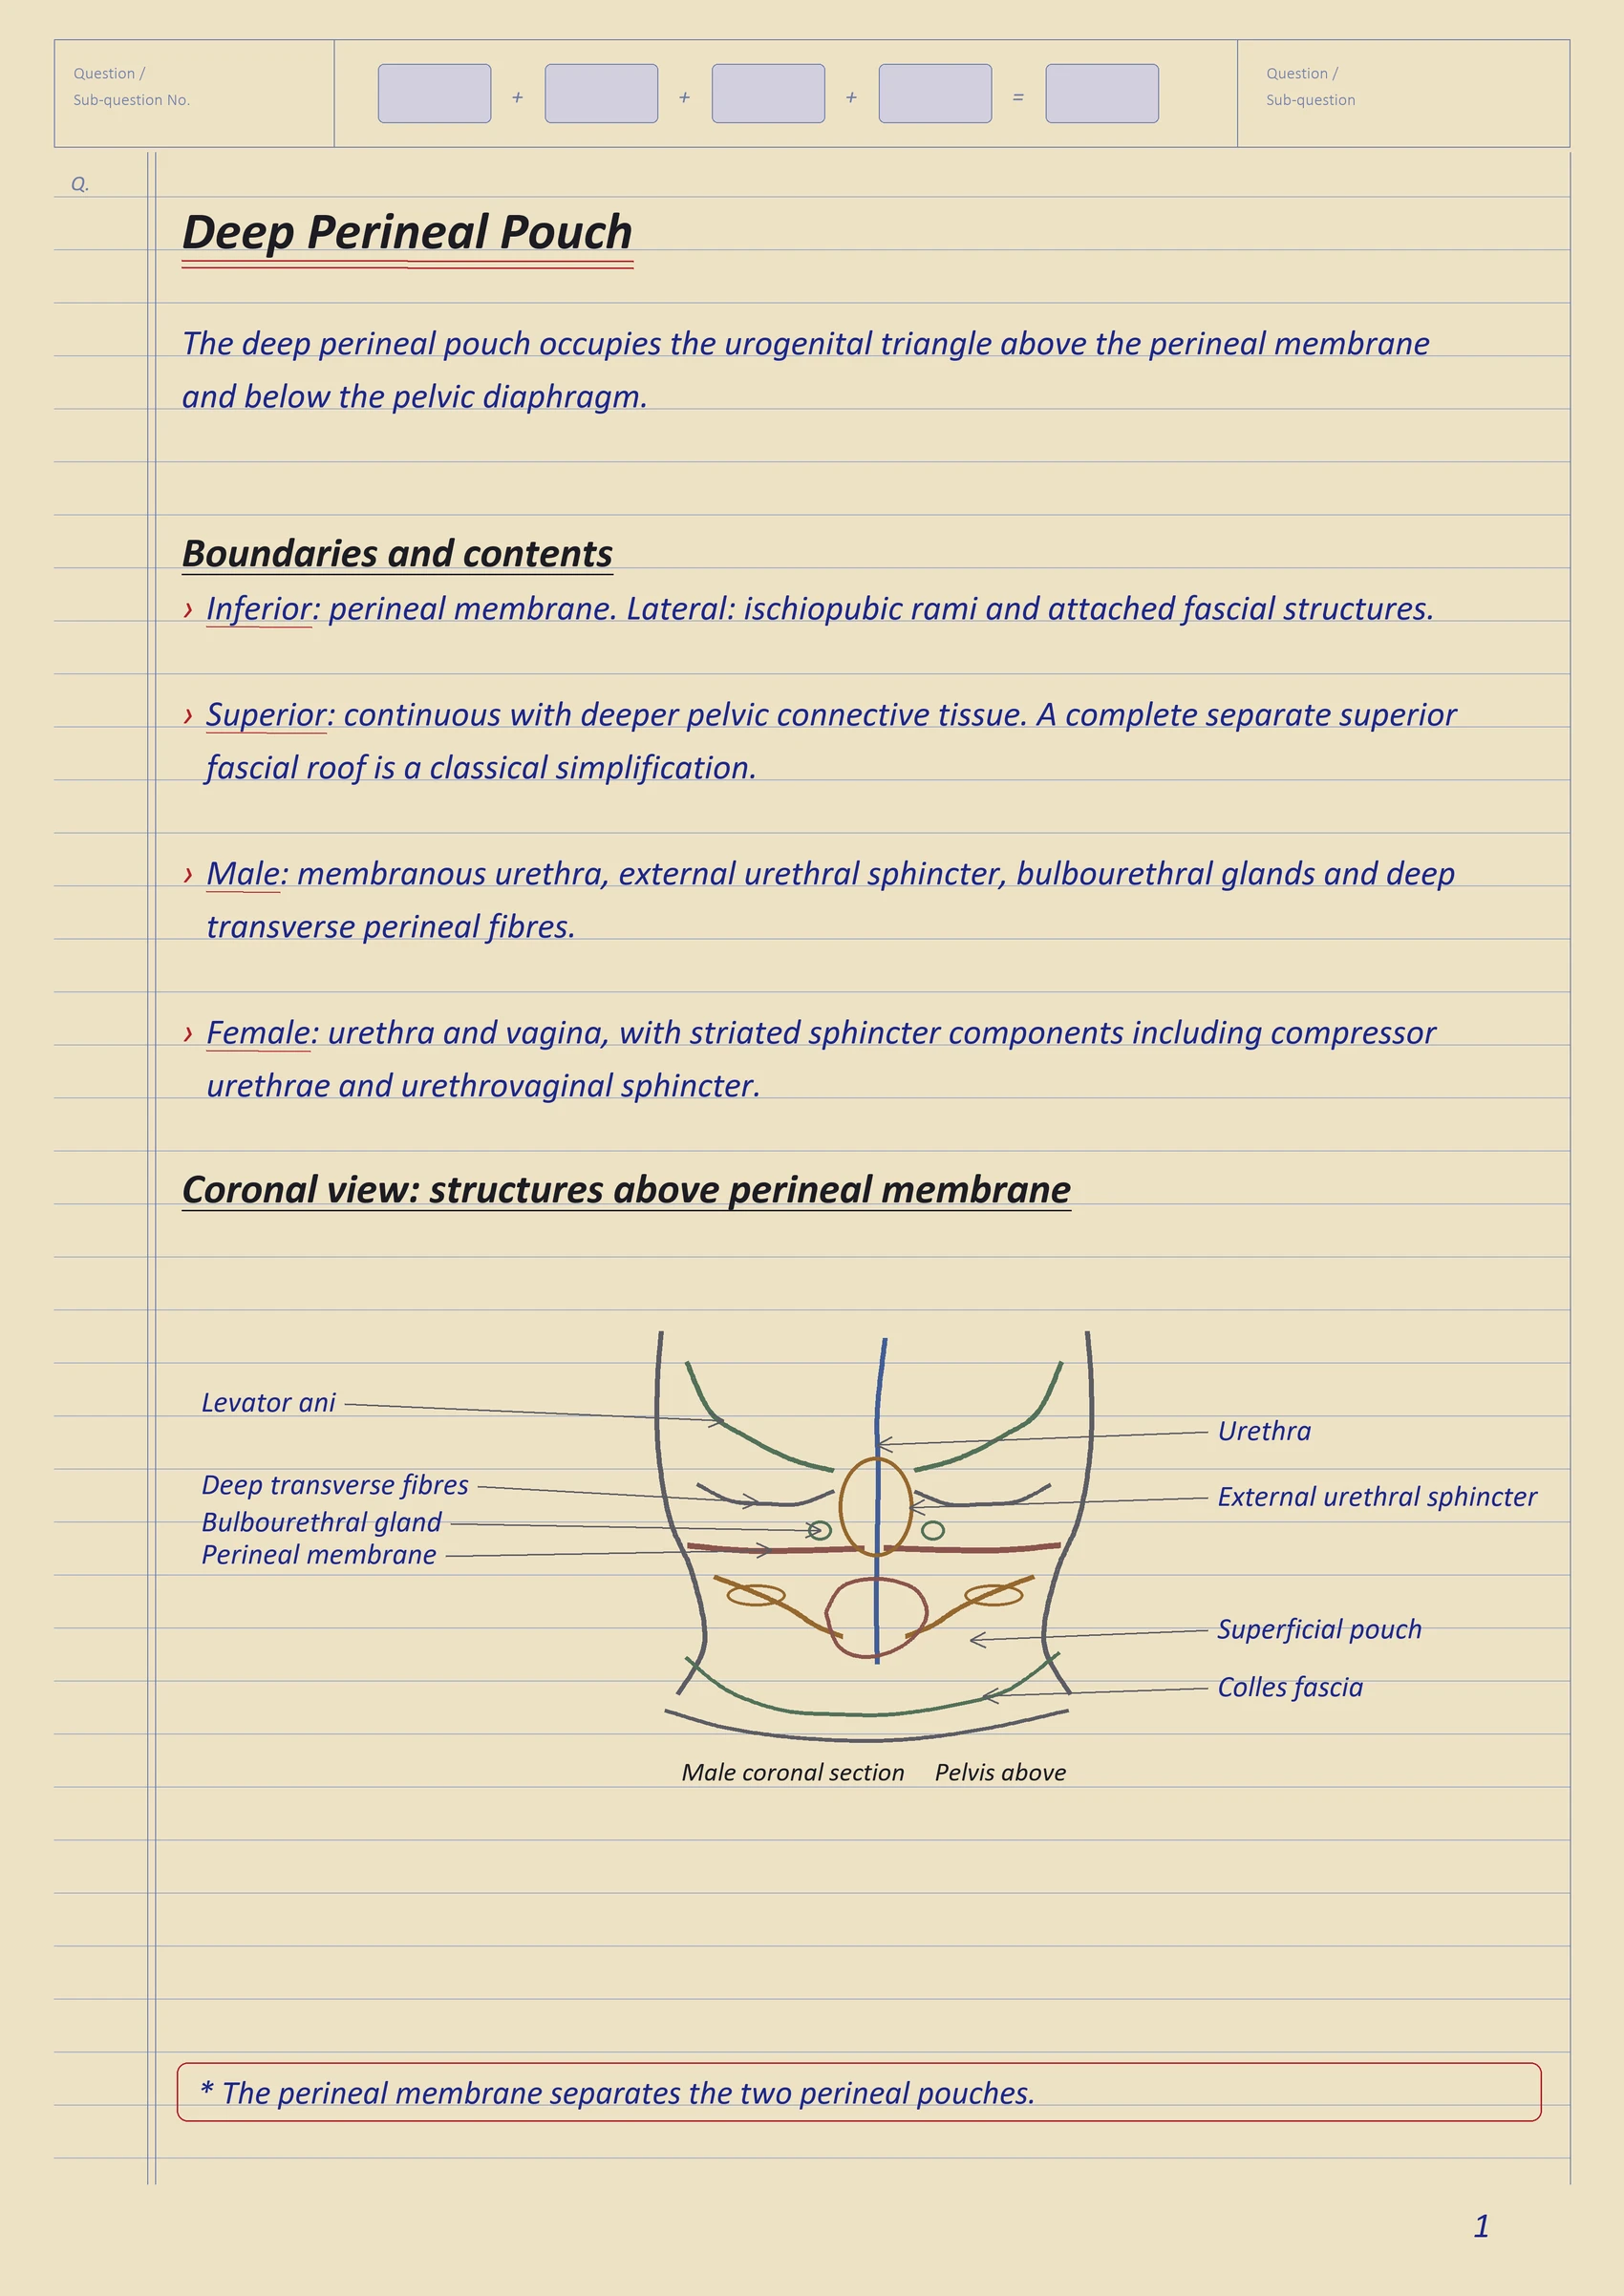 Question /
Sub-question No.
+ + + + =
Question /
Sub-question
Q.
Deep Perineal Pouch
The deep perineal pouch occupies the urogenital triangle above the perineal membrane
and below the pelvic diaphragm.
Boundaries and contents
› Inferior: perineal membrane. Lateral: ischiopubic rami and attached fascial structures.
› Superior: continuous with deeper pelvic connective tissue. A complete separate superior
fascial roof is a classical simplification.
› Male: membranous urethra, external urethral sphincter, bulbourethral glands and deep
transverse perineal fibres.
› Female: urethra and vagina, with striated sphincter components including compressor
urethrae and urethrovaginal sphincter.
Coronal view: structures above perineal membrane
Levator ani
Urethra
Deep transverse fibres
External urethral sphincter
Bulbourethral gland
Perineal membrane
Superficial pouch
Colles fascia
Male coronal section Pelvis above
* The perineal membrane separates the two perineal pouches.
1